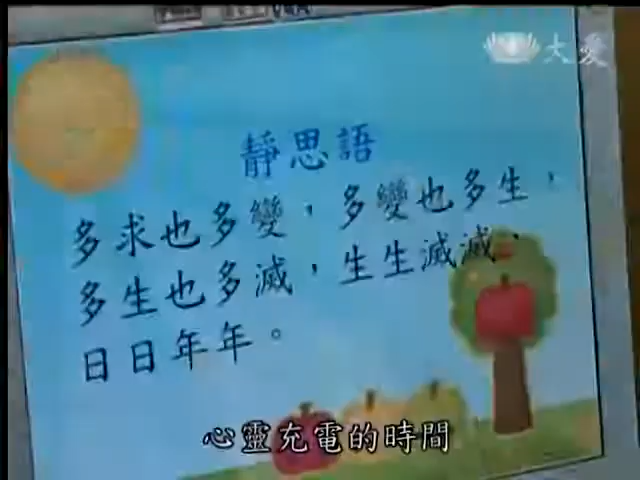 大愛
靜思語
多求也多變，多變也多生，
多生也多滅，生生滅滅，
日日年年。
心靈充電的時間